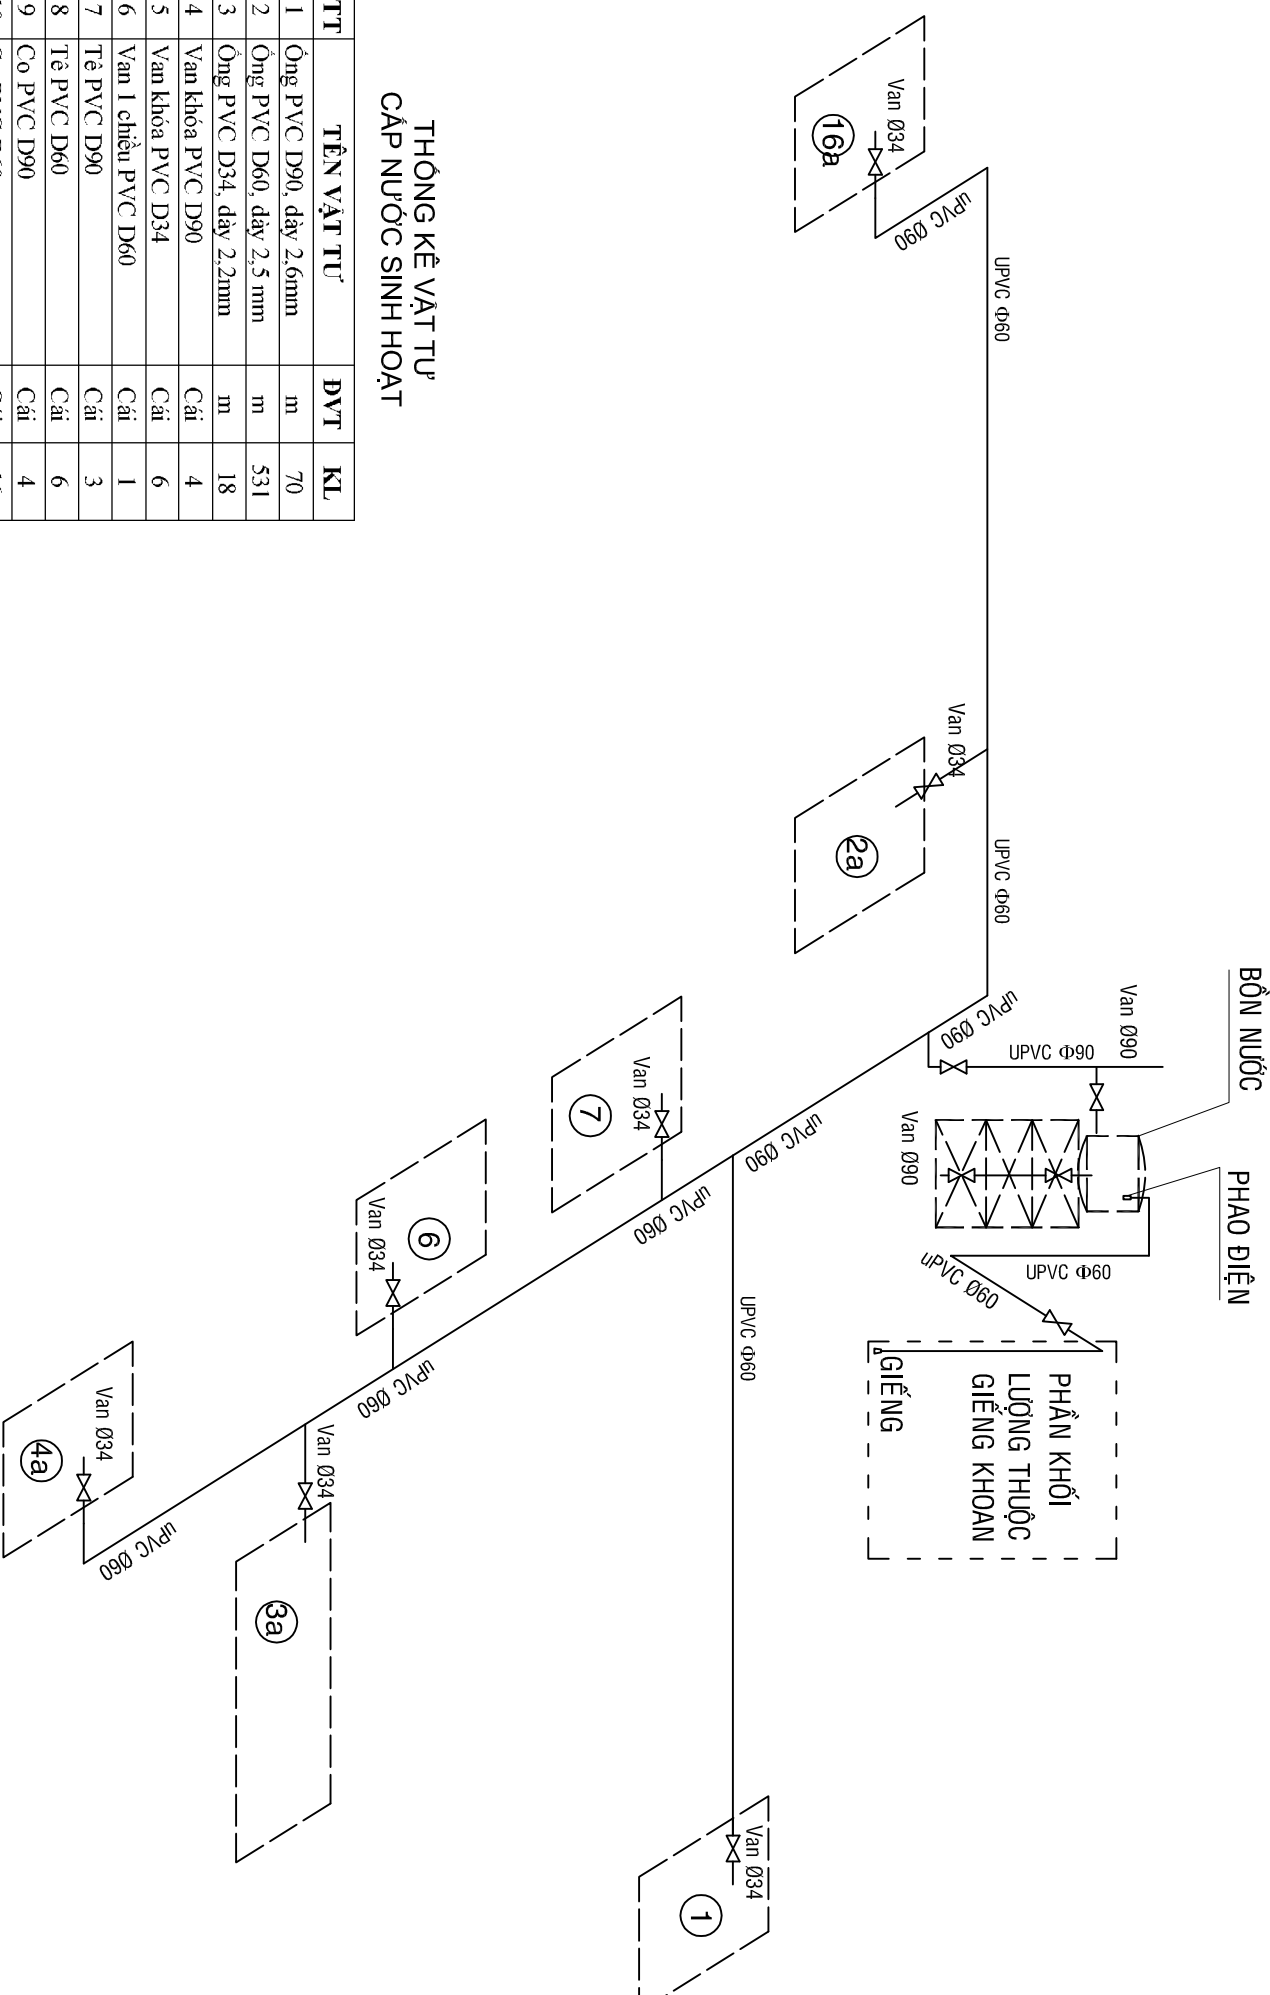 BỒN NƯỚC
PHAO ĐIỆN
Van Ø90
UPVC Φ90
UPVC Φ60
uPVC Ø60
Van Ø90
PHẦN KHỐI
LƯỢNG THUỘC
GIẾNG KHOAN
GIẾNG
UPVC Φ60
UPVC Φ60
uPVC Ø90
uPVC Ø90
Van Ø34
16a
Van Ø34
2a
uPVC Ø90
UPVC Φ60
Van Ø34
1
Van Ø34
7
uPVC Ø60
Van Ø34
6
uPVC Ø60
Van Ø34
3a
Van Ø34
4a
uPVC Ø60
THỐNG KÊ VẬT TƯ
CẤP NƯỚC SINH HOẠT
TT TÊN VẬT TƯ ĐVT KL
1 Ống PVC D90, dày 2,6mm m 70
2 Ống PVC D60, dày 2,5 mm m 531
3 Ống PVC D34, dày 2,2mm m 18
4 Van khóa PVC D90 Cái 4
5 Van khóa PVC D34 Cái 6
6 Van 1 chiều PVC D60 Cái 1
7 Tê PVC D90 Cái 3
8 Tê PVC D60 Cái 6
9 Co PVC D90 Cái 4